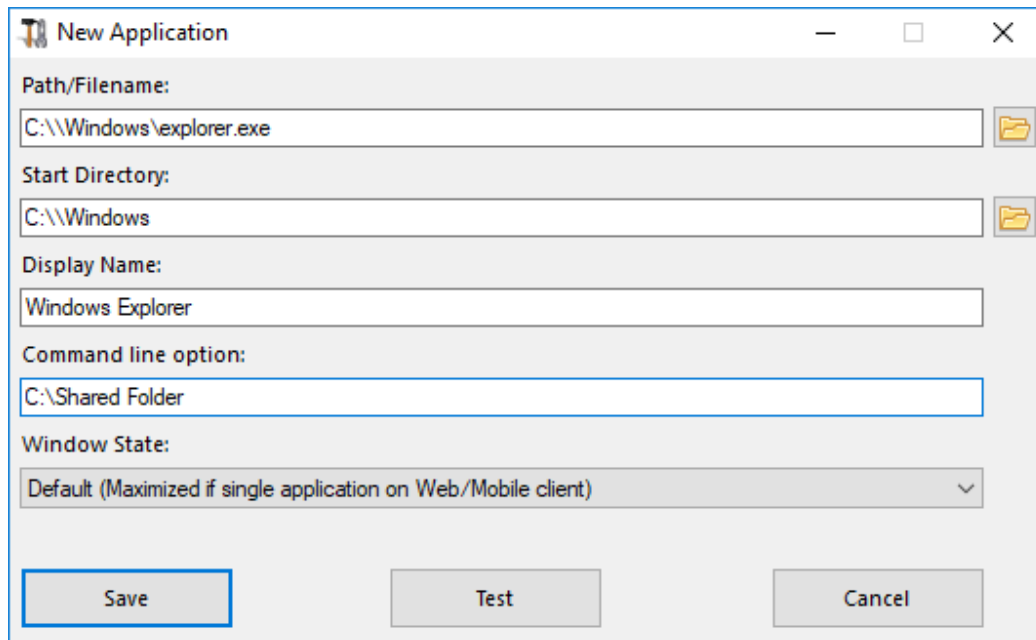 New Application
Path/Filename:
C:\\Windows\explorer.exe
Start Directory:
C:\\Windows
Display Name:
Windows Explorer
Command line option:
C:\Shared Folder
Window State:
Default (Maximized if single application on Web/Mobile client)
Save Test Cancel